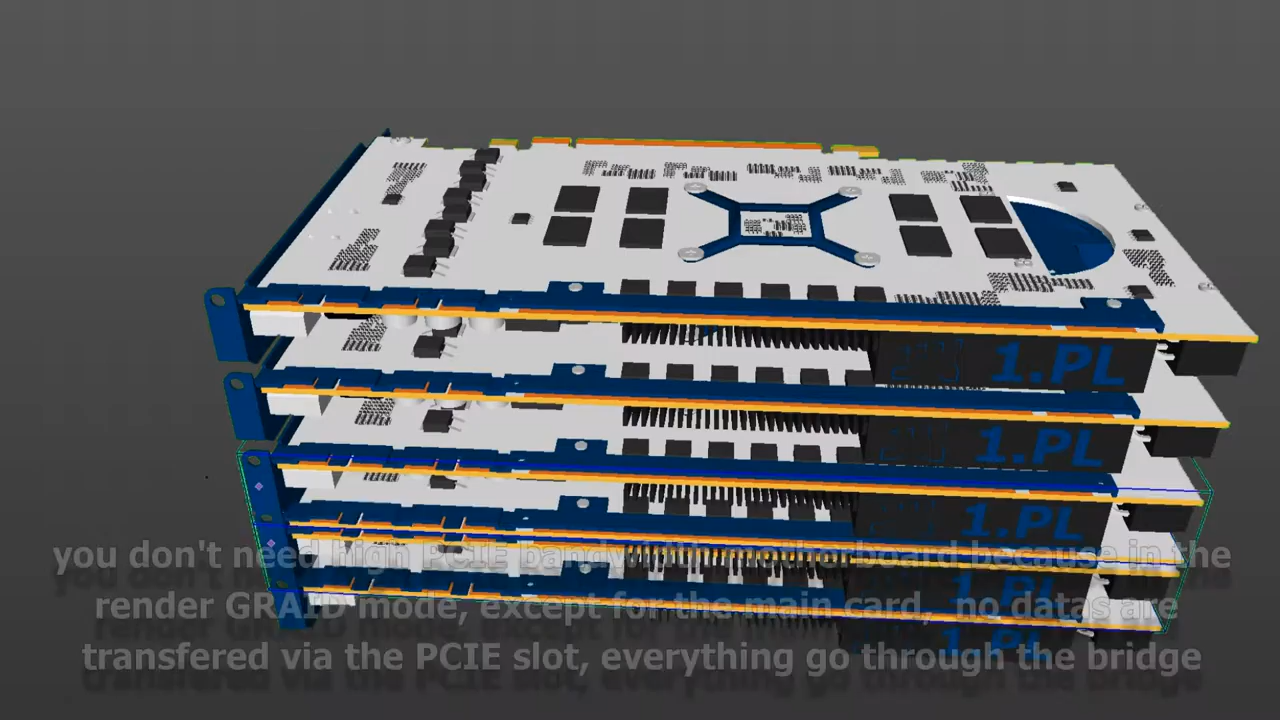 1.PL
1.PL
1.PL
1.PL
1.PL
you don't need high PCIE bandwidth motherboard because in the
render GRAID mode, except for the main card, no datas are
transfered via the PCIE slot, everything go through the bridge